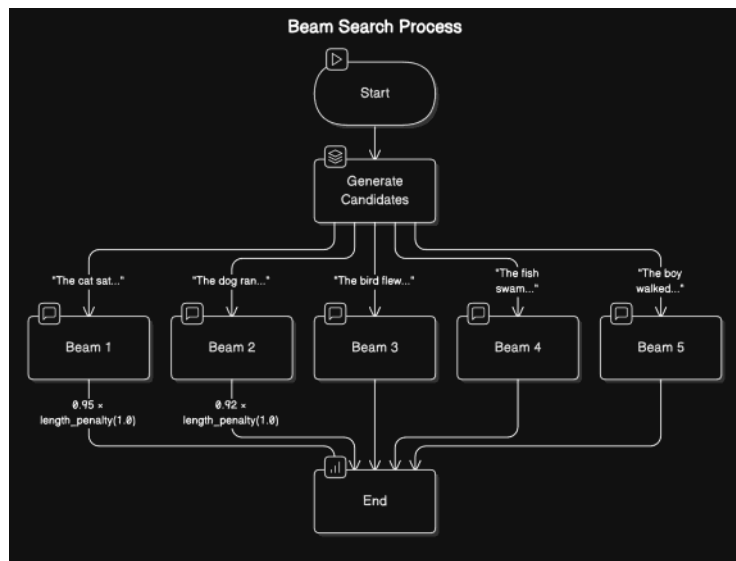 Beam Search Process
Start
Generate
Candidates
"The cat sat..."
"The dog ran..."
"The bird flew..."
"The fish
swam..."
"The boy
walked..."
Beam 1
Beam 2
Beam 3
Beam 4
Beam 5
0.95 ×
length_penalty(1.0)
0.92 ×
length_penalty(1.0)
End